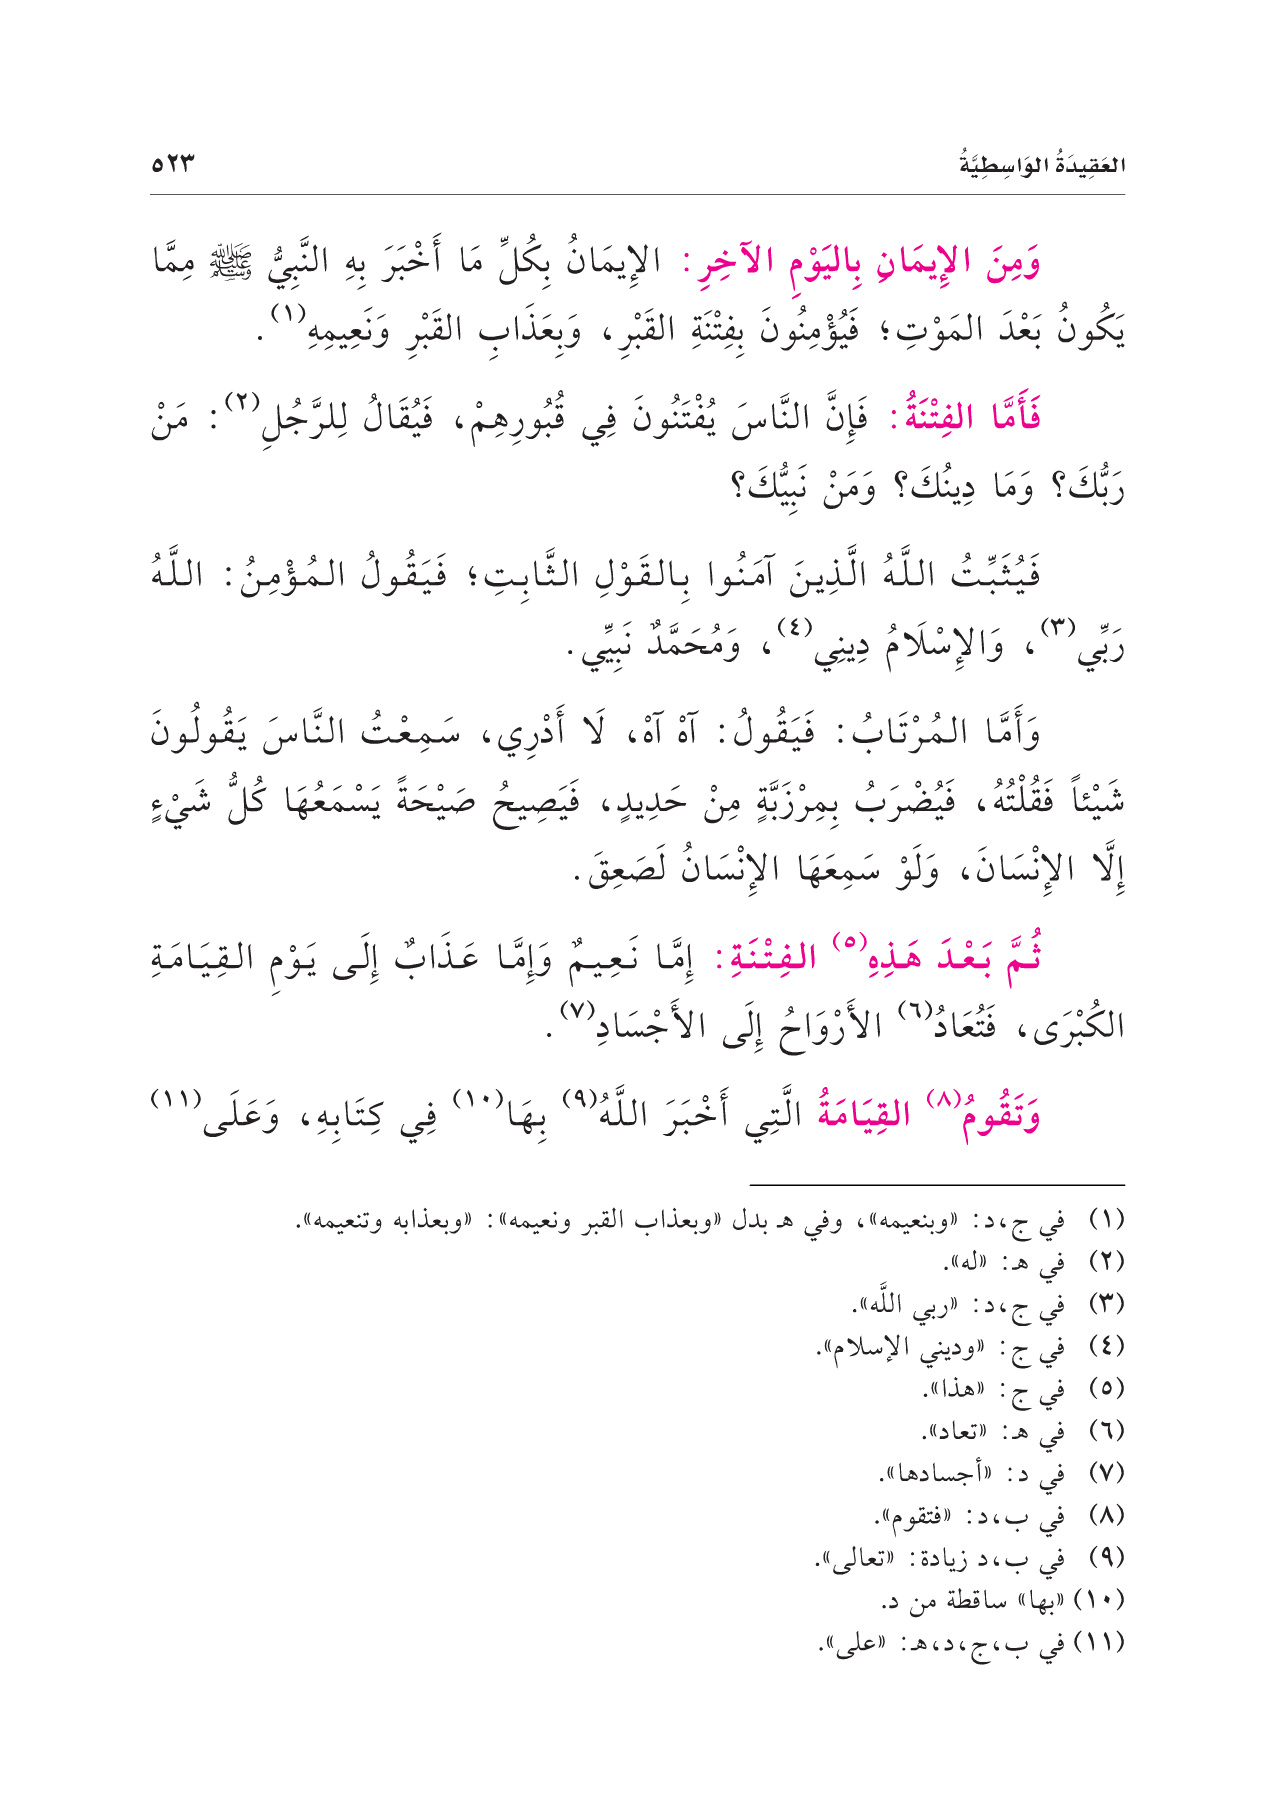 العَقِيدَةُ الوَاسِطِيَّةُ ٥٢٣
وَمِنَ الإِيمَانِ بِاليَوْمِ الآخِرِ: الإِيمَانُ بِكُلِّ مَا أَخْبَرَ بِهِ النَّبِيُّ ﷺ مِمَّا
يَكُونُ بَعْدَ المَوْتِ؛ فَيُؤْمِنُونَ بِفِتْنَةِ القَبْرِ، وَبِعَذَابِ القَبْرِ وَنَعِيمِهِ(١).
فَأَمَّا الفِتْنَةُ: فَإِنَّ النَّاسَ يُفْتَنُونَ فِي قُبُورِهِمْ، فَيُقَالُ لِلرَّجُلِ(٢): مَنْ
رَبُّكَ؟ وَمَا دِينُكَ؟ وَمَنْ نَبِيُّكَ؟
فَيُثَبِّتُ اللَّهُ الَّذِينَ آمَنُوا بِالقَوْلِ الثَّابِتِ؛ فَيَقُولُ المُؤْمِنُ: اللَّهُ
رَبِّي(٣)، وَالإِسْلَامُ دِينِي(٤)، وَمُحَمَّدٌ نَبِيِّي.
وَأَمَّا المُرْتَابُ: فَيَقُولُ: آهْ آهْ، لَا أَدْرِي، سَمِعْتُ النَّاسَ يَقُولُونَ
شَيْئاً فَقُلْتُهُ، فَيُضْرَبُ بِمِرْزَبَّةٍ مِنْ حَدِيدٍ، فَيَصِيحُ صَيْحَةً يَسْمَعُهَا كُلُّ شَيْءٍ
إِلَّا الإِنْسَانَ، وَلَوْ سَمِعَهَا الإِنْسَانُ لَصَعِقَ.
ثُمَّ بَعْدَ هَذِهِ(٥) الفِتْنَةِ: إِمَّا نَعِيمٌ وَإِمَّا عَذَابٌ إِلَى يَوْمِ القِيَامَةِ
الكُبْرَى، فَتُعَادُ(٦) الأَرْوَاحُ إِلَى الأَجْسَادِ(٧).
وَتَقُومُ(٨) القِيَامَةُ الَّتِي أَخْبَرَ اللَّهُ(٩) بِهَا(١٠) فِي كِتَابِهِ، وَعَلَى(١١)
(١) في ج،د: «وبنعيمه»، وفي هـ بدل «وبعذاب القبر ونعيمه»: «وبعذابه وتنعيمه».
(٢) في هـ: «له».
(٣) في ج،د: «ربي اللَّه».
(٤) في ج: «وديني الإسلام».
(٥) في ج: «هذا».
(٦) في هـ: «تعاد».
(٧) في د: «أجسادها».
(٨) في ب،د: «فتقوم».
(٩) في ب،د زيادة: «تعالى».
(١٠) «بها» ساقطة من د.
(١١) في ب،ج،د،هـ: «على».